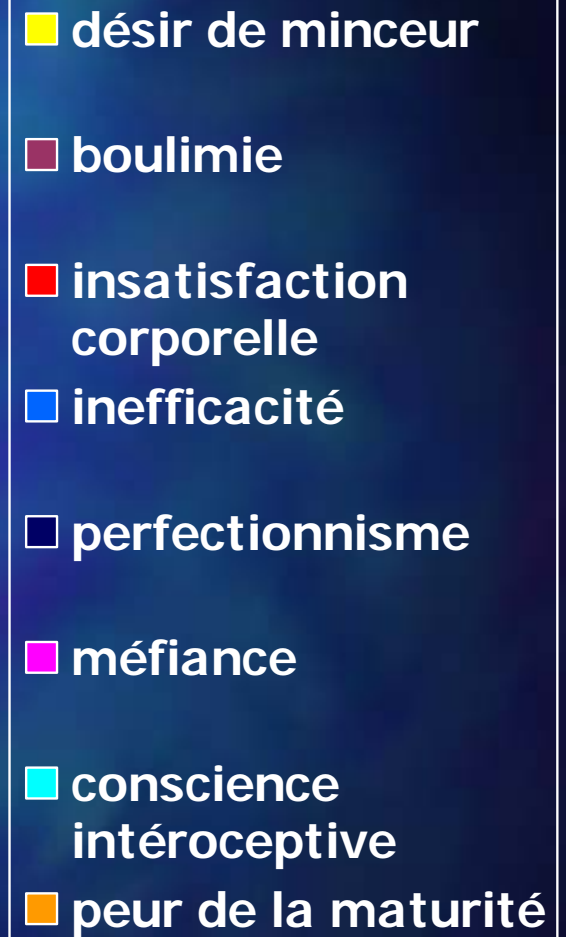 désir de minceur
boulimie
insatisfaction
corporelle
inefficacité
perfectionnisme
méfiance
conscience
intéroceptive
peur de la maturité